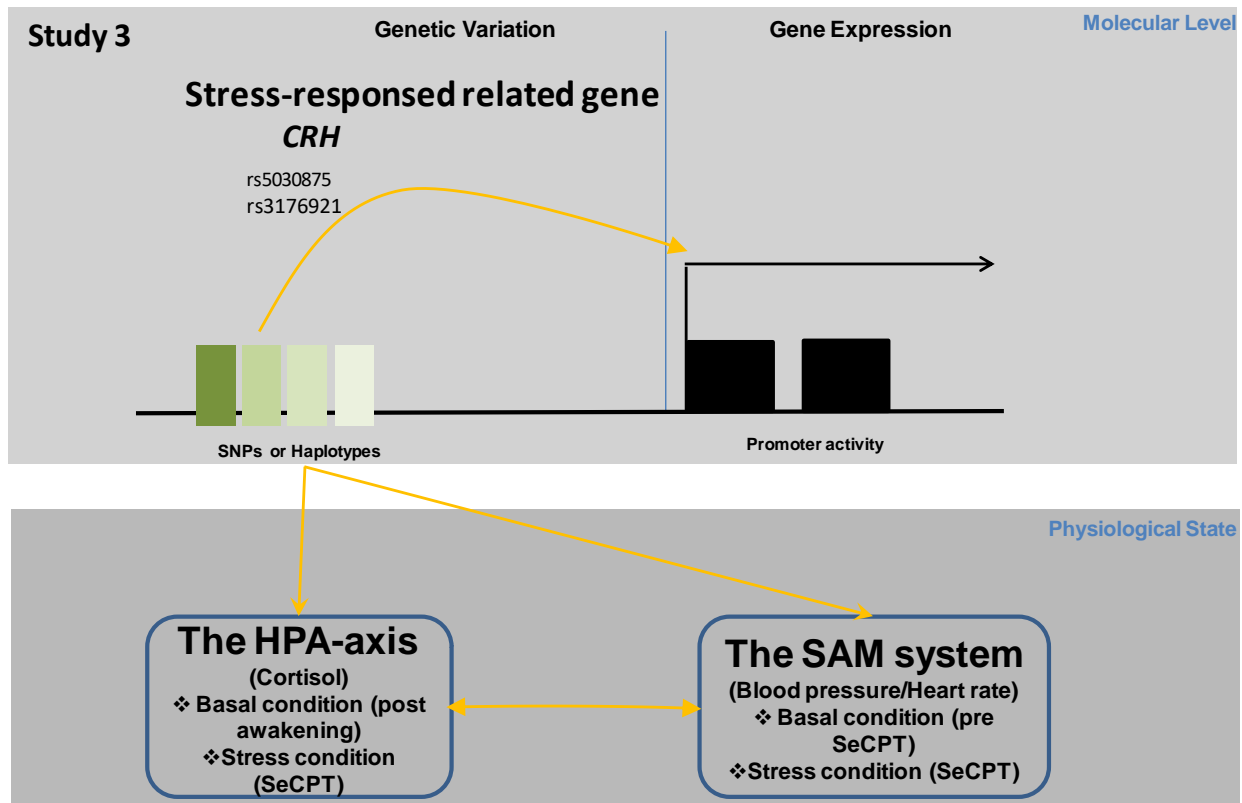 Study 3
Genetic Variation
Gene Expression
Molecular Level
Stress-responsed related gene
CRH
rs5030875
rs3176921
SNPs or Haplotypes
Promoter activity
Physiological State
The HPA-axis
(Cortisol)
❖ Basal condition (post
awakening)
❖Stress condition
(SeCPT)
The SAM system
(Blood pressure/Heart rate)
❖ Basal condition (pre
SeCPT)
❖Stress condition (SeCPT)